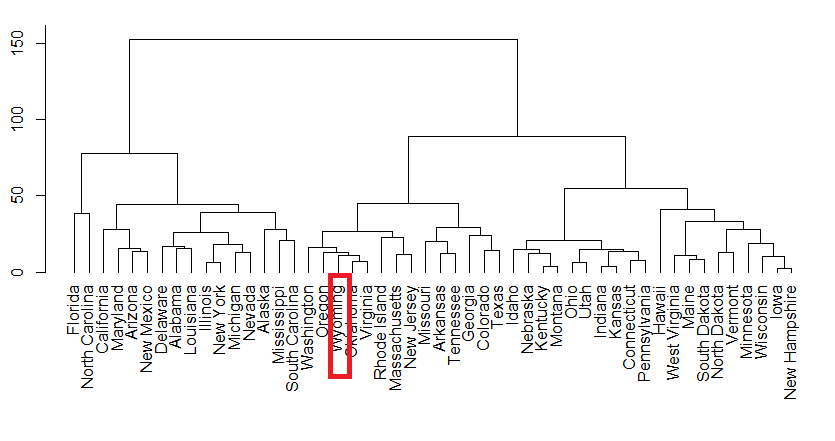 150
100
50
0
Florida
North Carolina
California
Maryland
Arizona
New Mexico
Delaware
Alabama
Louisiana
Illinois
New York
Michigan
Nevada
Alaska
Mississippi
South Carolina
Washington
Oregon
Wyoming
Oklahoma
Virginia
Rhode Island
Massachusetts
New Jersey
Missouri
Arkansas
Tennessee
Georgia
Colorado
Texas
Idaho
Nebraska
Kentucky
Montana
Ohio
Utah
Indiana
Kansas
Connecticut
Pennsylvania
Hawaii
West Virginia
Maine
South Dakota
North Dakota
Vermont
Minnesota
Wisconsin
Iowa
New Hampshire